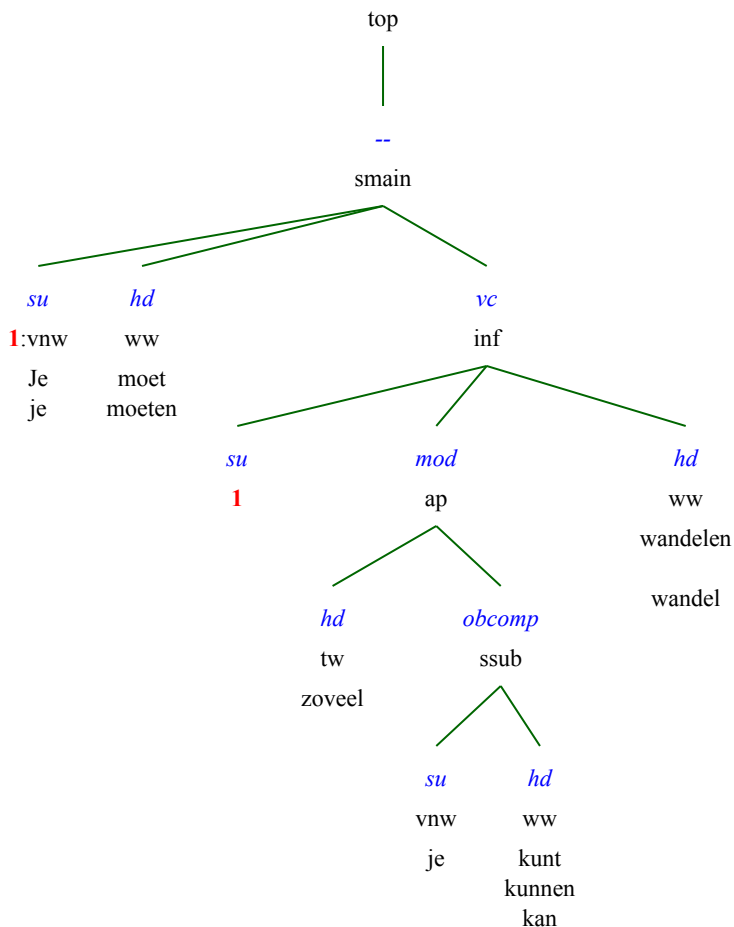 top
--
smain
su hd vc
1:vnw ww inf
Je moet
je moeten
su mod hd
1 ap ww
wandelen
wandel
hd obcomp
tw ssub
zoveel
su hd
vnw ww
je kunt
kunnen
kan